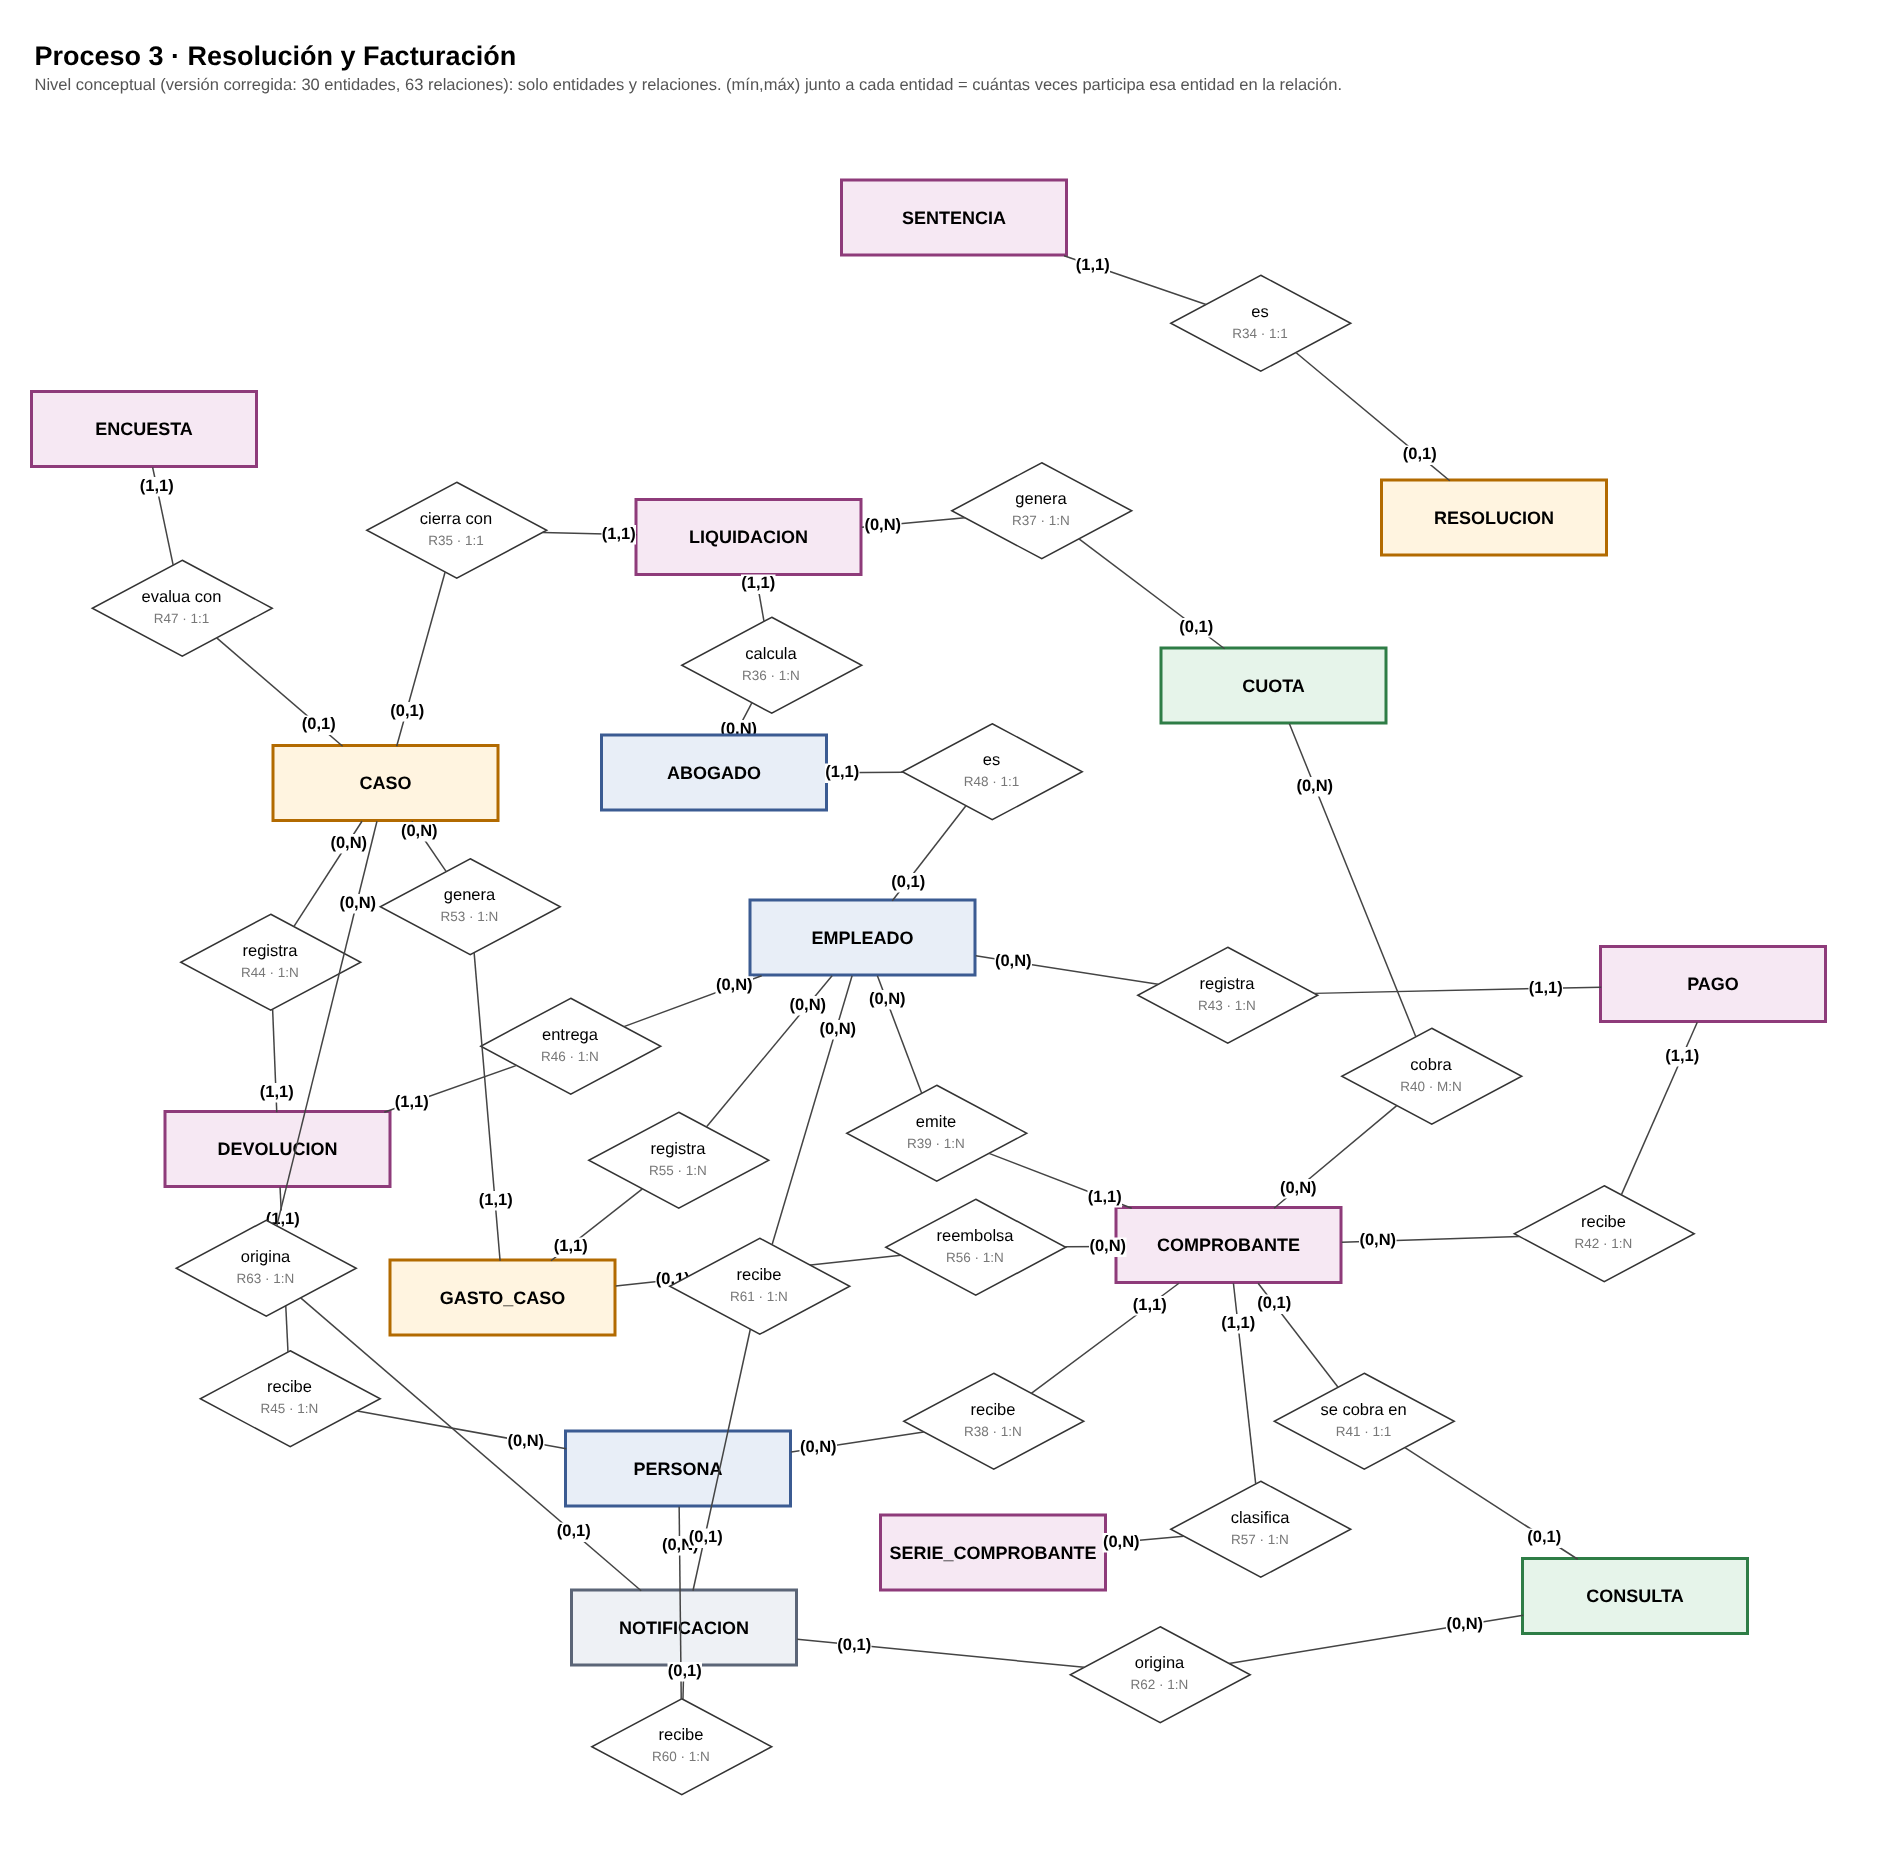 Proceso 3 · Resolución y Facturación
Nivel conceptual (versión corregida: 30 entidades, 63 relaciones): solo entidades y relaciones. (mín,máx) junto a cada entidad = cuántas veces participa esa entidad en la relación.
SENTENCIA
(1,1)
es
R34 · 1:1
(0,1)
RESOLUCION
ENCUESTA
(1,1)
evalua con
R47 · 1:1
(0,1)
cierra con
R35 · 1:1
(1,1)
(0,1)
LIQUIDACION
(0,N)
genera
R37 · 1:N
(0,1)
CUOTA
(1,1)
calcula
R36 · 1:N
(0,N)
ABOGADO
(1,1)
es
R48 · 1:1
(0,1)
CASO
(0,N)
(0,N)
(0,N)
(0,N)
registra
R44 · 1:N
(1,1)
genera
R53 · 1:N
(1,1)
EMPLEADO
(0,N)
(0,N)
(0,N)
(0,N)
(0,N)
registra
R43 · 1:N
(1,1)
PAGO
(1,1)
entrega
R46 · 1:N
(1,1)
cobra
R40 · M:N
(0,N)
DEVOLUCION
(1,1)
registra
R55 · 1:N
(1,1)
emite
R39 · 1:N
(1,1)
COMPROBANTE
(0,N)
recibe
R42 · 1:N
reembolsa
R56 · 1:N
(0,N)
(0,1)
GASTO_CASO
recibe
R61 · 1:N
origina
R63 · 1:N
(1,1)
(1,1)
(0,1)
recibe
R45 · 1:N
(0,N)
PERSONA
(0,N)
recibe
R38 · 1:N
se cobra en
R41 · 1:1
(0,1)
(0,1)
(0,N)
(0,1)
SERIE_COMPROBANTE
(0,N)
clasifica
R57 · 1:N
CONSULTA
(0,N)
NOTIFICACION
(0,1)
(0,1)
origina
R62 · 1:N
recibe
R60 · 1:N